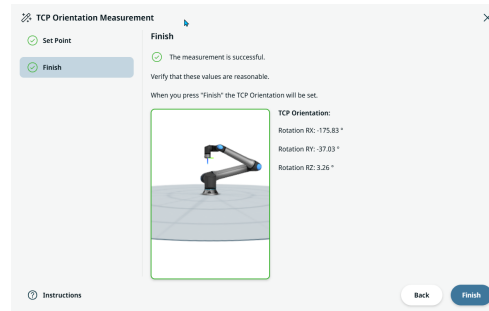 TCP Orientation Measurement
Set Point
Finish
Finish
The measurement is successful.
Verify that these values are reasonable.
When you press "Finish" the TCP Orientation will be set.
TCP Orientation:
Rotation RX: -175.83 °
Rotation RY: -37.03 °
Rotation RZ: 3.26 °
Instructions
Back
Finish